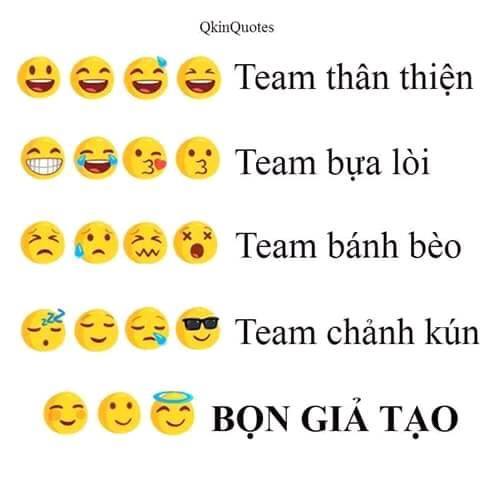 QkinQuotes
Team thân thiện
Team bựa lòi
Team bánh bèo
Team chảnh kún
BỌN GIẢ TẠO